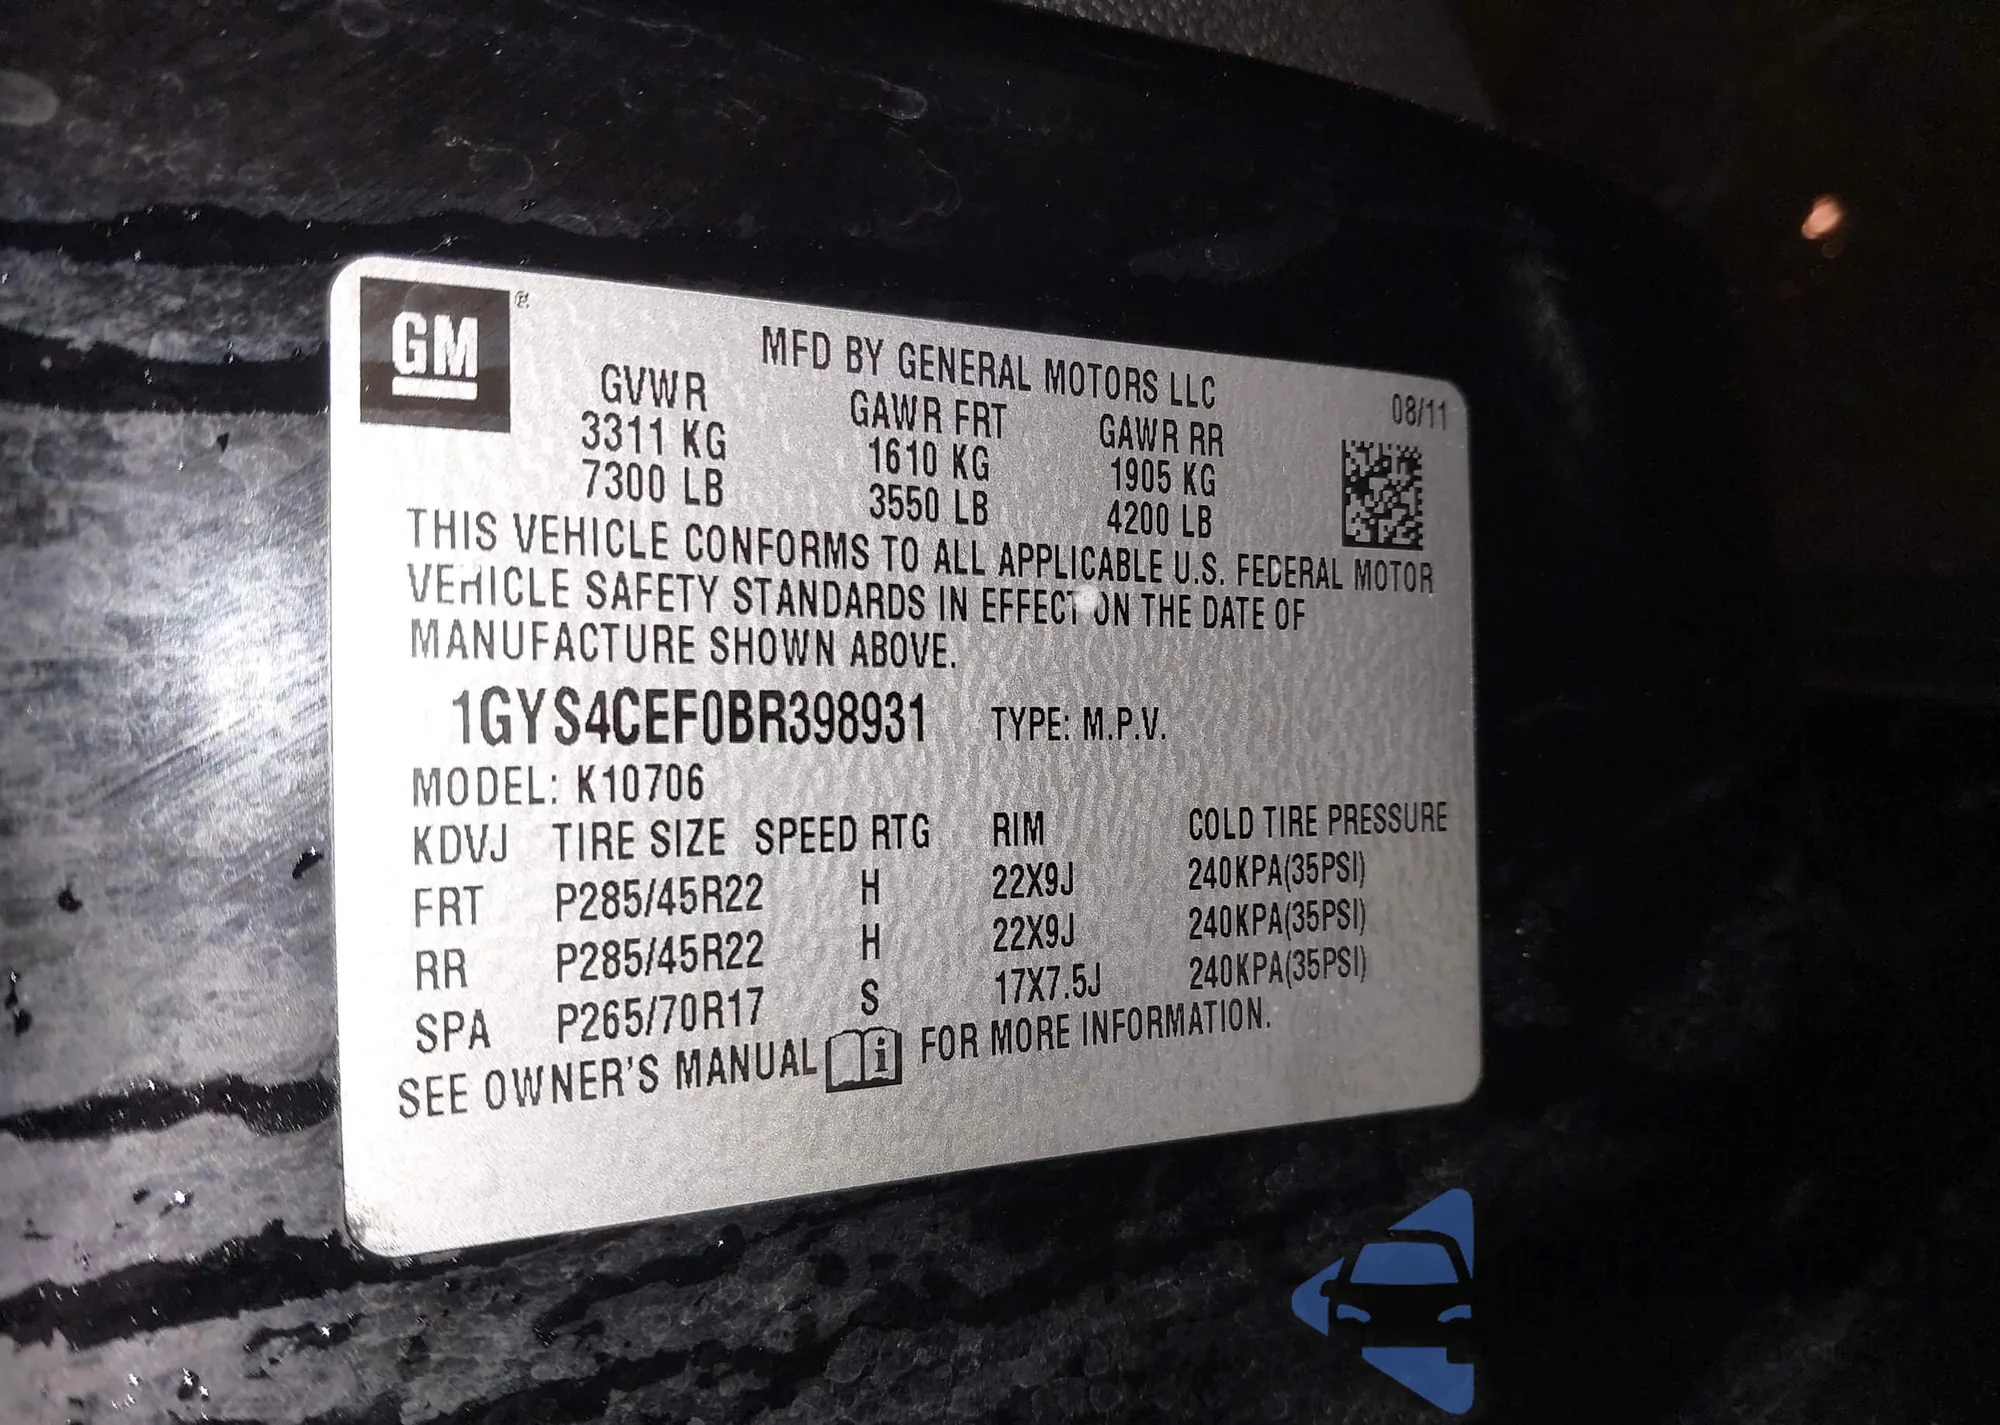 GM ®
MFD BY GENERAL MOTORS LLC
08/11
GVWR GAWR FRT GAWR RR
3311 KG 1610 KG 1905 KG
7300 LB 3550 LB 4200 LB
THIS VEHICLE CONFORMS TO ALL APPLICABLE U.S. FEDERAL MOTOR
VEHICLE SAFETY STANDARDS IN EFFECT ON THE DATE OF
MANUFACTURE SHOWN ABOVE.
1GYS4CEF0BR398931 TYPE: M.P.V.
MODEL: K10706
KDVJ TIRE SIZE SPEED RTG RIM COLD TIRE PRESSURE
FRT P285/45R22 H 22X9J 240KPA(35PSI)
RR P285/45R22 H 22X9J 240KPA(35PSI)
SPA P265/70R17 S 17X7.5J 240KPA(35PSI)
SEE OWNER'S MANUAL i FOR MORE INFORMATION.